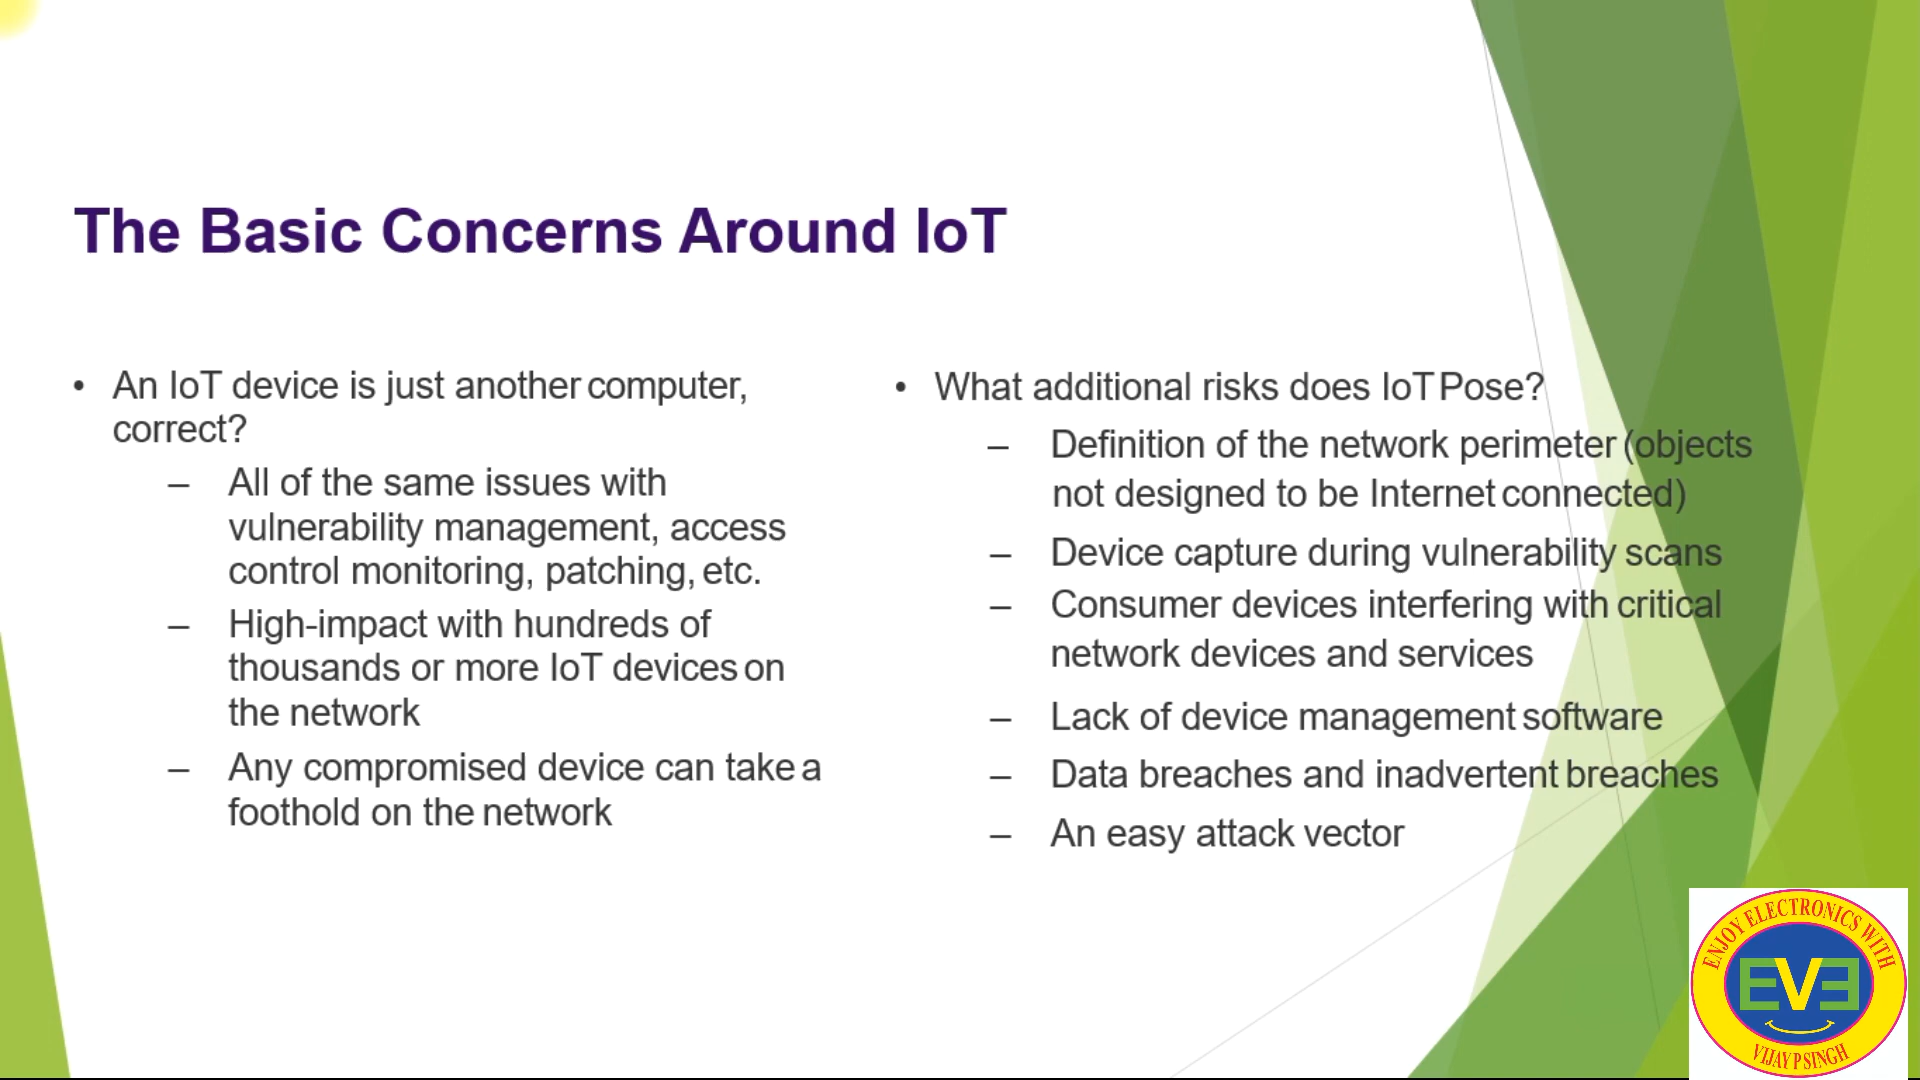 The Basic Concerns Around IoT
• An IoT device is just another computer,
correct?
– All of the same issues with
vulnerability management, access
control monitoring, patching, etc.
– High-impact with hundreds of
thousands or more IoT devices on
the network
– Any compromised device can take a
foothold on the network
• What additional risks does IoT Pose?
– Definition of the network perimeter (objects
not designed to be Internet connected)
– Device capture during vulnerability scans
– Consumer devices interfering with critical
network devices and services
– Lack of device management software
– Data breaches and inadvertent breaches
– An easy attack vector
ENJOY ELECTRONICS WITH
EVE
VIJAY P SINGH